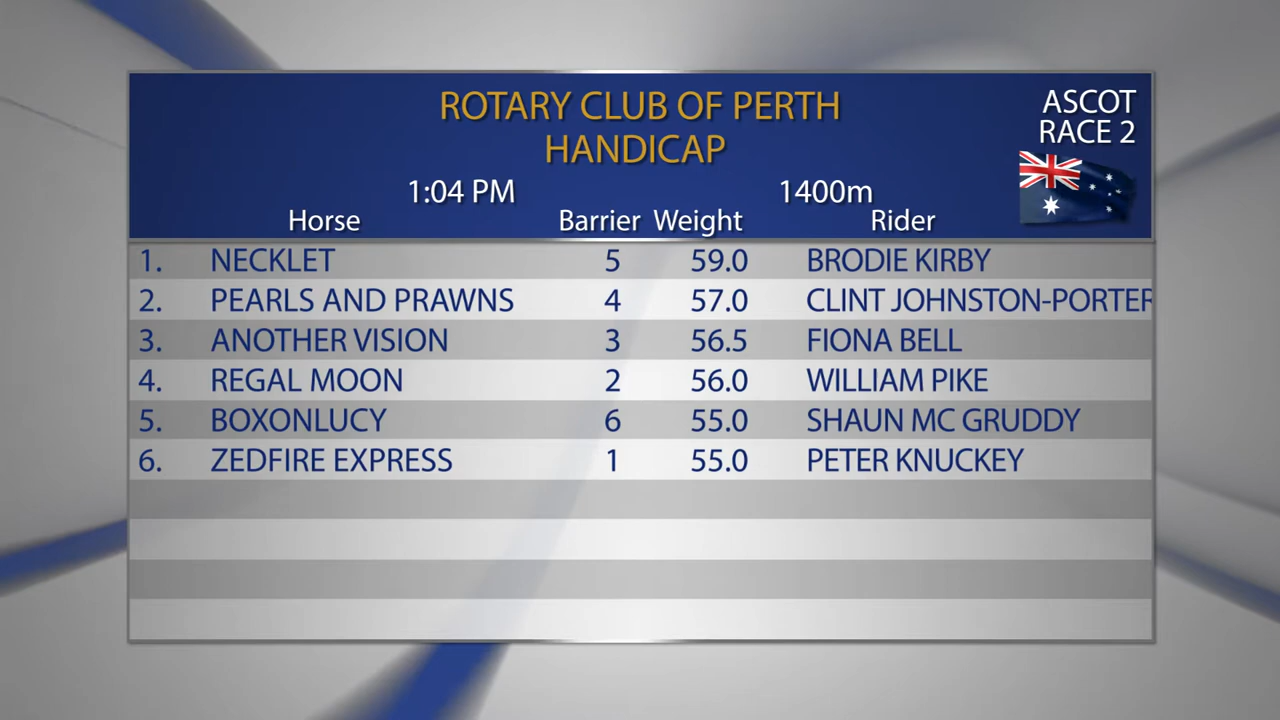 ROTARY CLUB OF PERTH
HANDICAP
ASCOT
RACE 2
1:04 PM 1400m
Horse Barrier Weight Rider
1. NECKLET 5 59.0 BRODIE KIRBY
2. PEARLS AND PRAWNS 4 57.0 CLINT JOHNSTON-PORTER
3. ANOTHER VISION 3 56.5 FIONA BELL
4. REGAL MOON 2 56.0 WILLIAM PIKE
5. BOXONLUCY 6 55.0 SHAUN MC GRUDDY
6. ZEDFIRE EXPRESS 1 55.0 PETER KNUCKEY